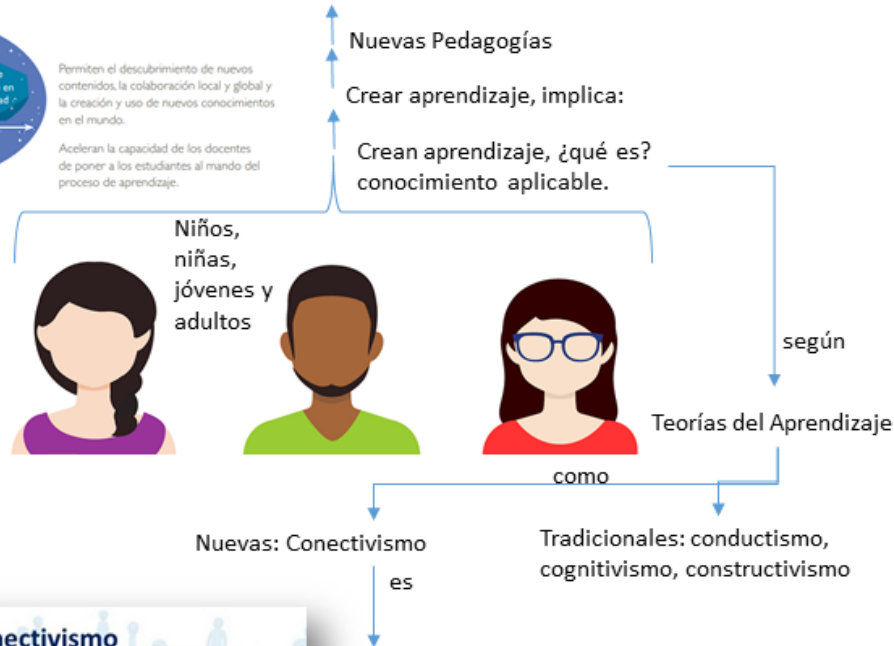 en
Permiten el descubrimiento de nuevos
contenidos, la colaboración local y global y
la creación y uso de nuevos conocimientos
en el mundo.
Aceleran la capacidad de los docentes
de poner a los estudiantes al mando del
proceso de aprendizaje.
Nuevas Pedagogías
Crear aprendizaje, implica:
Crean aprendizaje, ¿qué es?
conocimiento aplicable.
Niños,
niñas,
jóvenes y
adultos
según
Teorías del Aprendizaje
como
Nuevas: Conectivismo
Tradicionales: conductismo,
cognitivismo, constructivismo
es
nectivismo